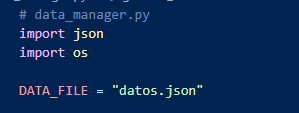 # data_manager.py
import json
import os
DATA_FILE = "datos.json"